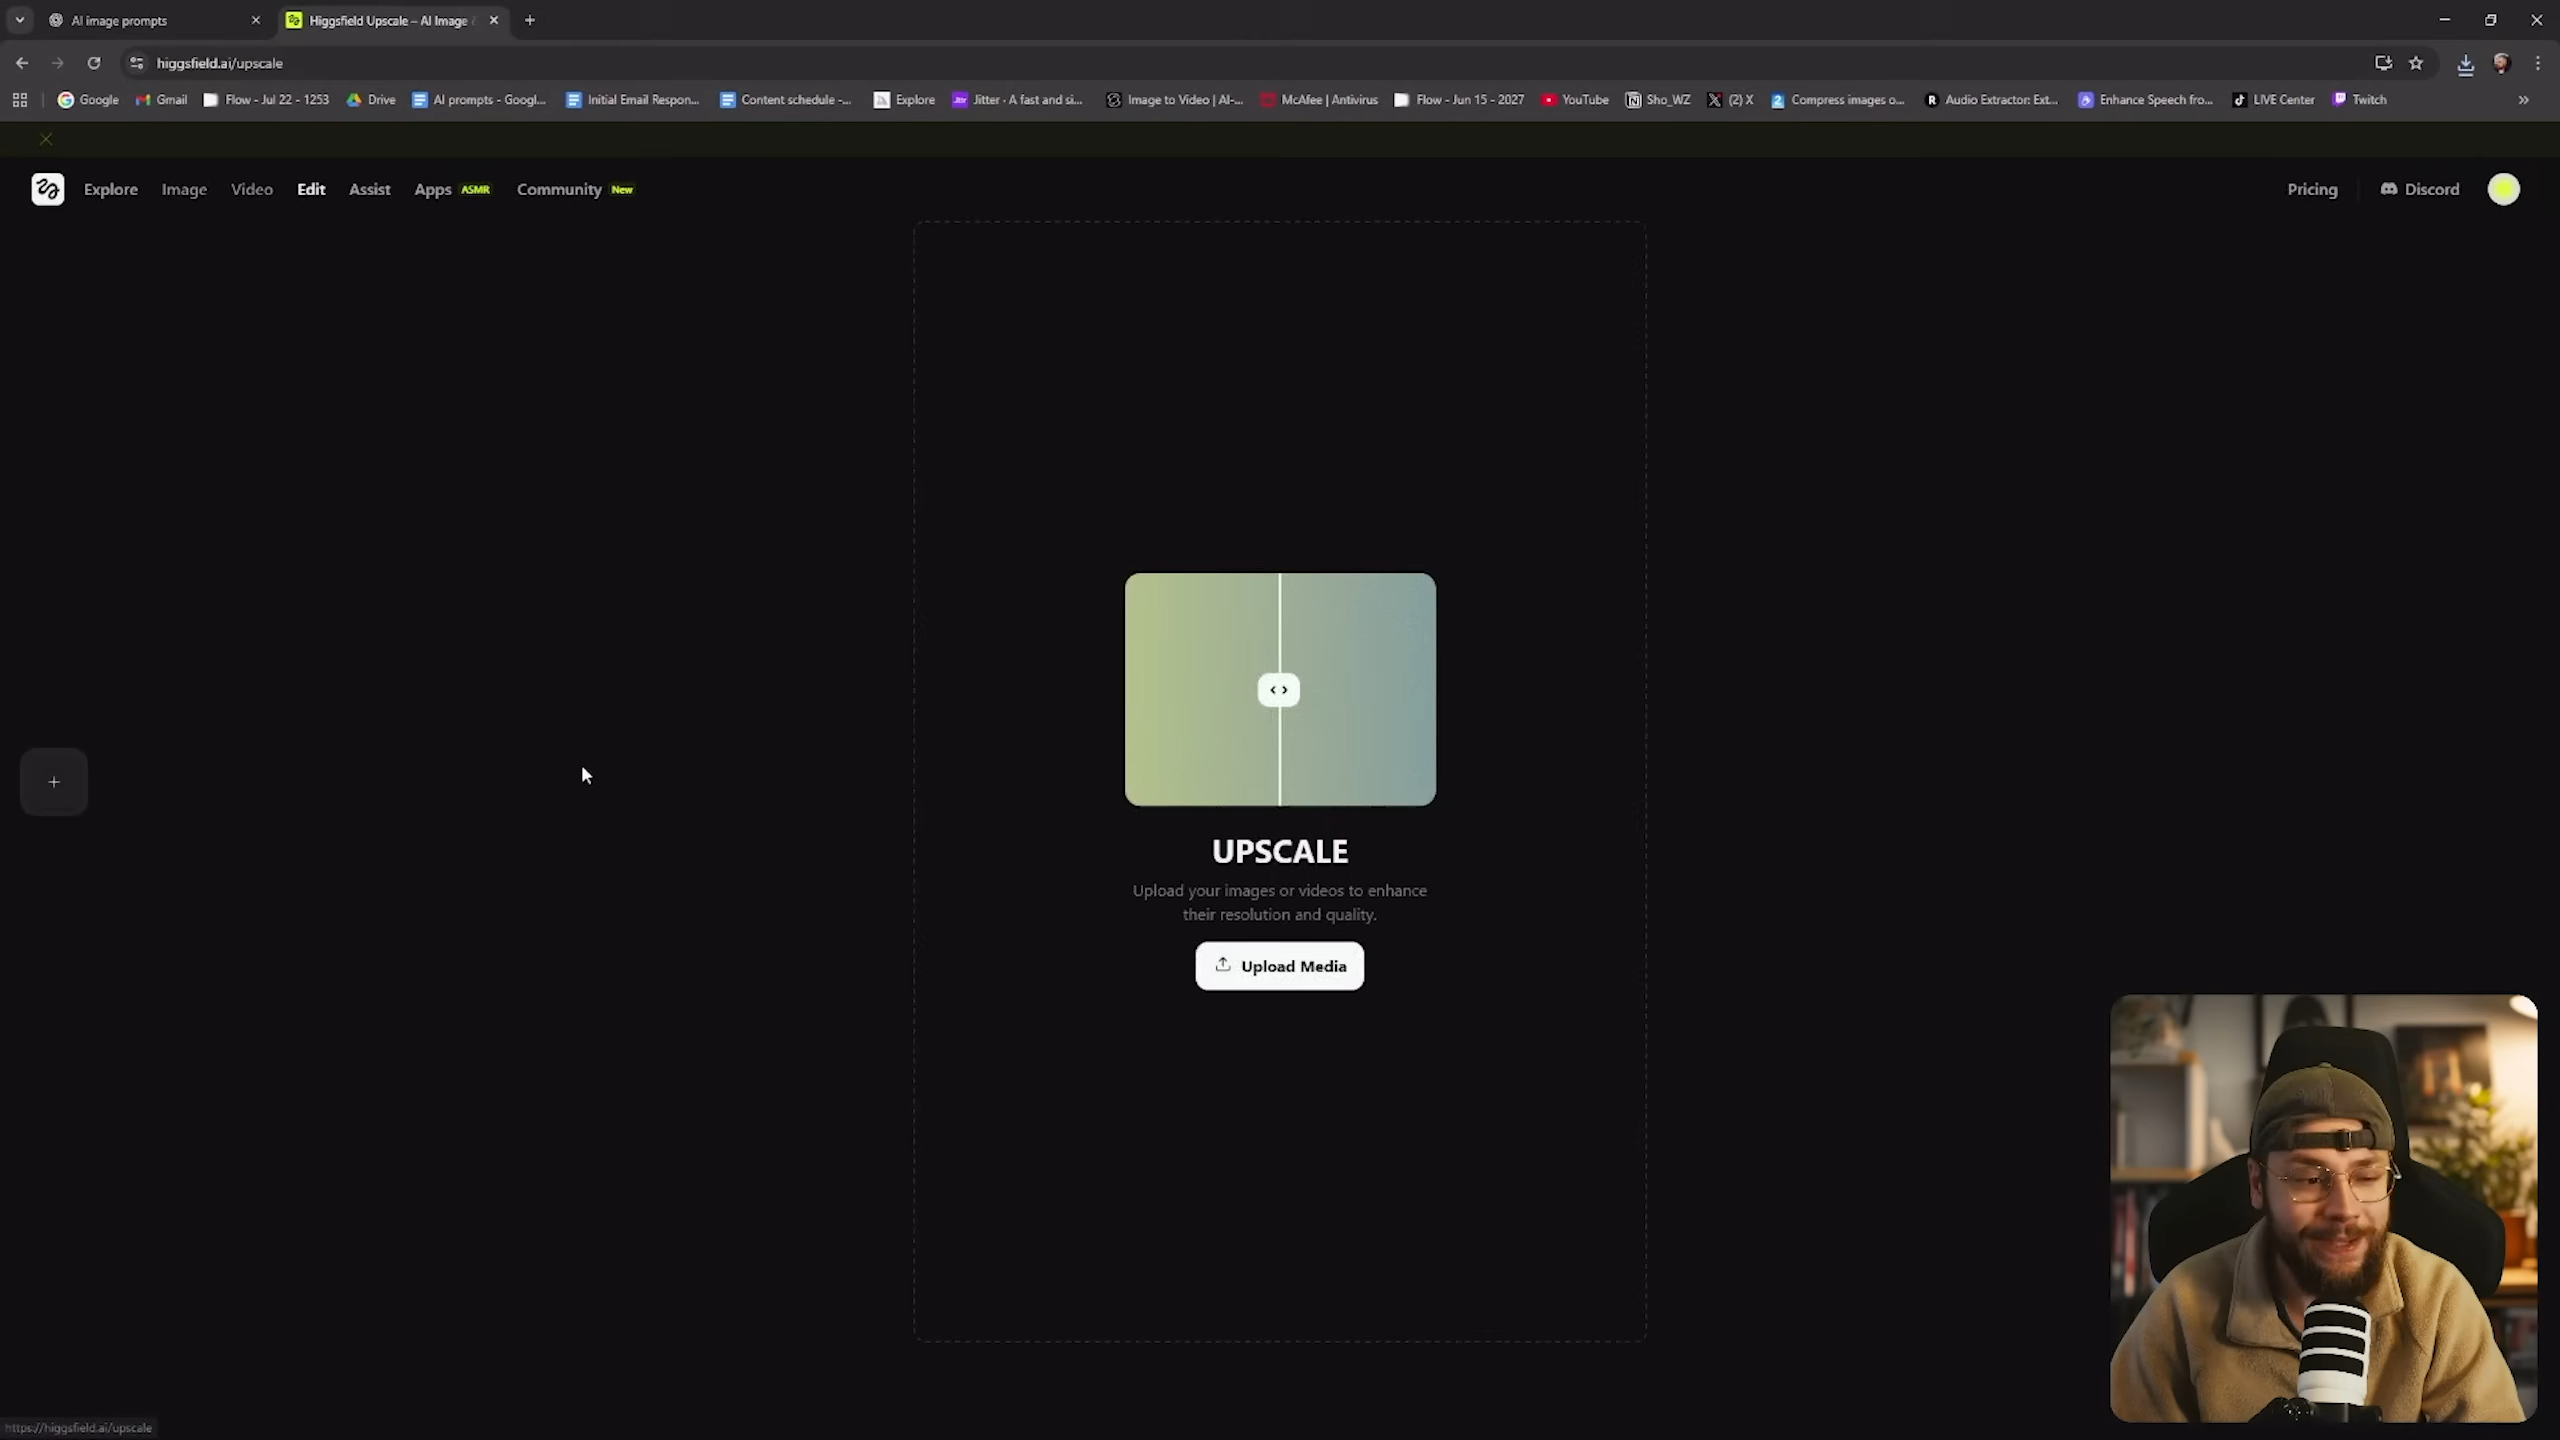 AI image prompts
Higgsfield Upscale – AI Image
higgsfield.ai/upscale
Google
Gmail
Flow - Jul 22 - 1253
Drive
AI prompts - Googl...
Initial Email Respon...
Content schedule -...
Explore
Jitter · A fast and si...
Image to Video | AI-...
McAfee | Antivirus
Flow - Jun 15 - 2027
YouTube
Sho_WZ
(2) X
Compress images o...
Audio Extractor: Ext...
Enhance Speech fro...
LIVE Center
Twitch
Explore
Image
Video
Edit
Assist
Apps ASMR
Community New
Pricing
Discord
UPSCALE
Upload your images or videos to enhance
their resolution and quality.
Upload Media
https://higgsfield.ai/upscale